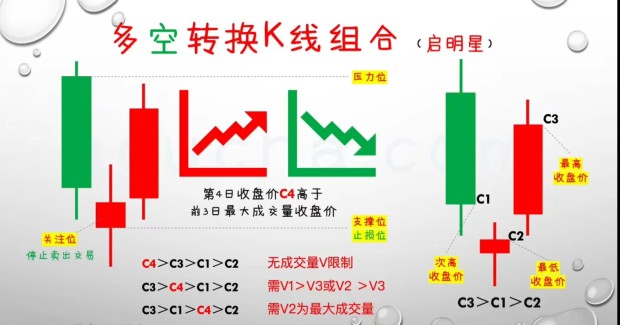 多空转换K线组合（启明星）
压力位
C3
最高
收盘价
第4日收盘价C4高于
前3日最大成交量收盘价
C1
支撑位
止损位
关注位
停止卖出交易
C2
次高
收盘价
最低
收盘价
C4>C3>C1>C2 无成交量V限制
C3>C4>C1>C2 需V1>V3或V2 >V3
C3>C1>C4>C2 需V2为最大成交量
C3>C1>C2